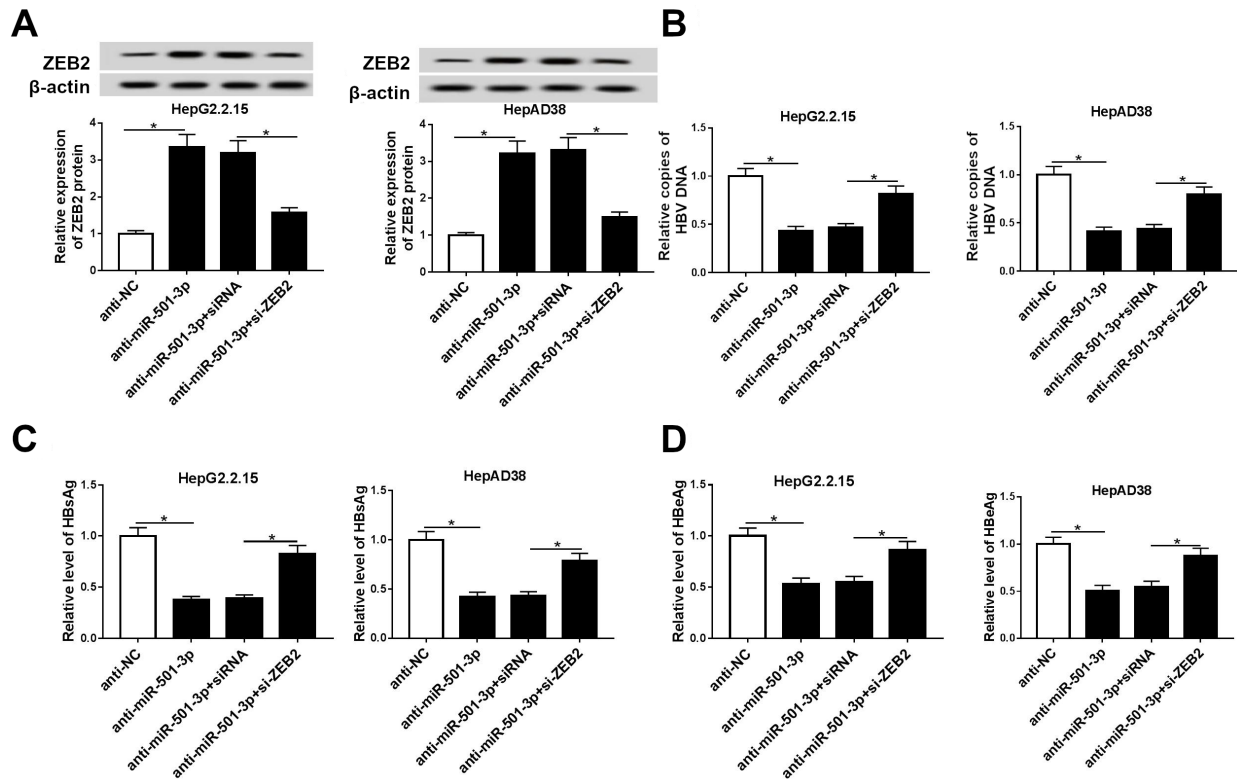 A
ZEB2
β-actin
HepG2.2.15
Relative expression
of ZEB2 protein
4
3
2
1
0
*
*
anti-NC
anti-miR-501-3p
anti-miR-501-3p+siRNA
anti-miR-501-3p+si-ZEB2
ZEB2
β-actin
HepAD38
Relative expression
of ZEB2 protein
4
3
2
1
0
*
*
anti-NC
anti-miR-501-3p
anti-miR-501-3p+siRNA
anti-miR-501-3p+si-ZEB2
B
HepG2.2.15
Relative copies of
HBV DNA
1.5
1.0
0.5
0.0
*
*
anti-NC
anti-miR-501-3p
anti-miR-501-3p+siRNA
anti-miR-501-3p+si-ZEB2
HepAD38
Relative copies of
HBV DNA
1.5
1.0
0.5
0.0
*
*
anti-NC
anti-miR-501-3p
anti-miR-501-3p+siRNA
anti-miR-501-3p+si-ZEB2
C
HepG2.2.15
Relative level of HBsAg
1.5
1.0
0.5
0.0
*
*
anti-NC
anti-miR-501-3p
anti-miR-501-3p+siRNA
anti-miR-501-3p+si-ZEB2
HepAD38
Relative level of HBsAg
1.5
1.0
0.5
0.0
*
*
anti-NC
anti-miR-501-3p
anti-miR-501-3p+siRNA
anti-miR-501-3p+si-ZEB2
D
HepG2.2.15
Relative level of HBeAg
1.5
1.0
0.5
0.0
*
*
anti-NC
anti-miR-501-3p
anti-miR-501-3p+siRNA
anti-miR-501-3p+si-ZEB2
HepAD38
Relative level of HBeAg
1.5
1.0
0.5
0.0
*
*
anti-NC
anti-miR-501-3p
anti-miR-501-3p+siRNA
anti-miR-501-3p+si-ZEB2